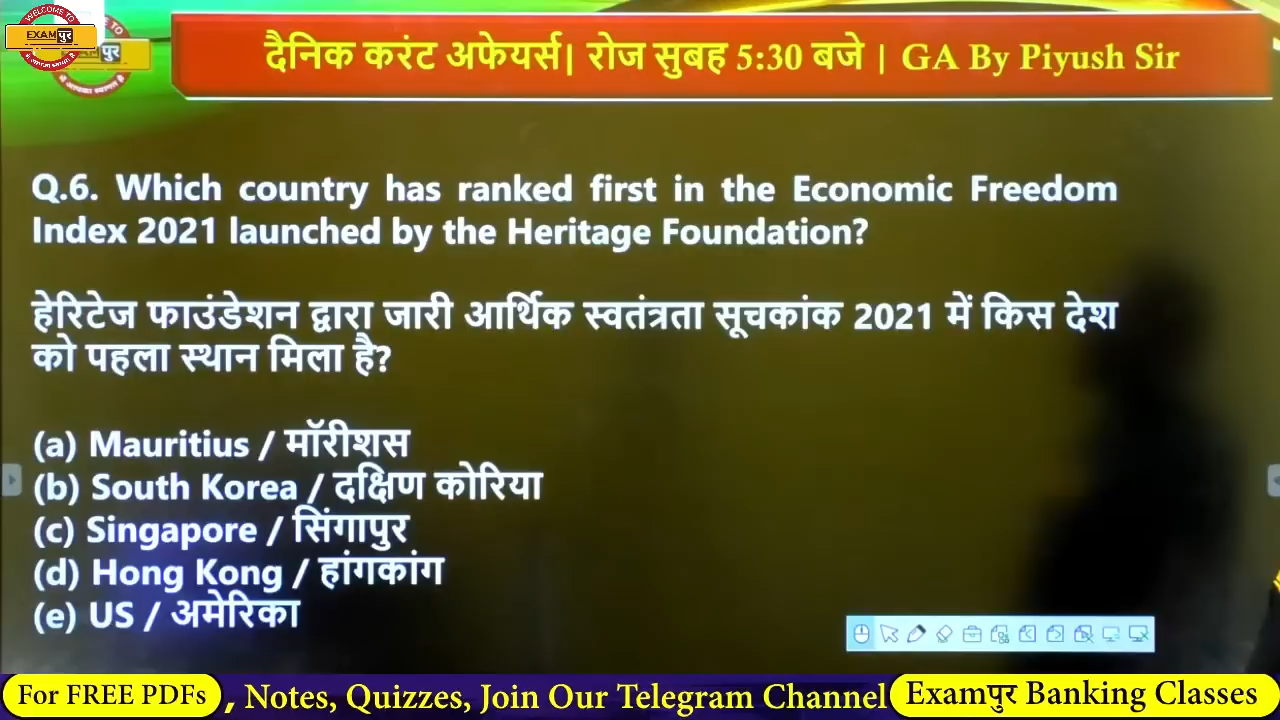 WELCOME TO
EXAMपुर
दैनिक करंट अफेयर्स| रोज सुबह 5:30 बजे | GA By Piyush Sir
Q.6. Which country has ranked first in the Economic Freedom
Index 2021 launched by the Heritage Foundation?
हेरिटेज फाउंडेशन द्वारा जारी आर्थिक स्वतंत्रता सूचकांक 2021 में किस देश
को पहला स्थान मिला है?
(a) Mauritius / मॉरीशस
(b) South Korea / दक्षिण कोरिया
(c) Singapore / सिंगापुर
(d) Hong Kong / हांगकांग
(e) US / अमेरिका
For FREE PDFs , Notes, Quizzes, Join Our Telegram Channel Examपुर Banking Classes